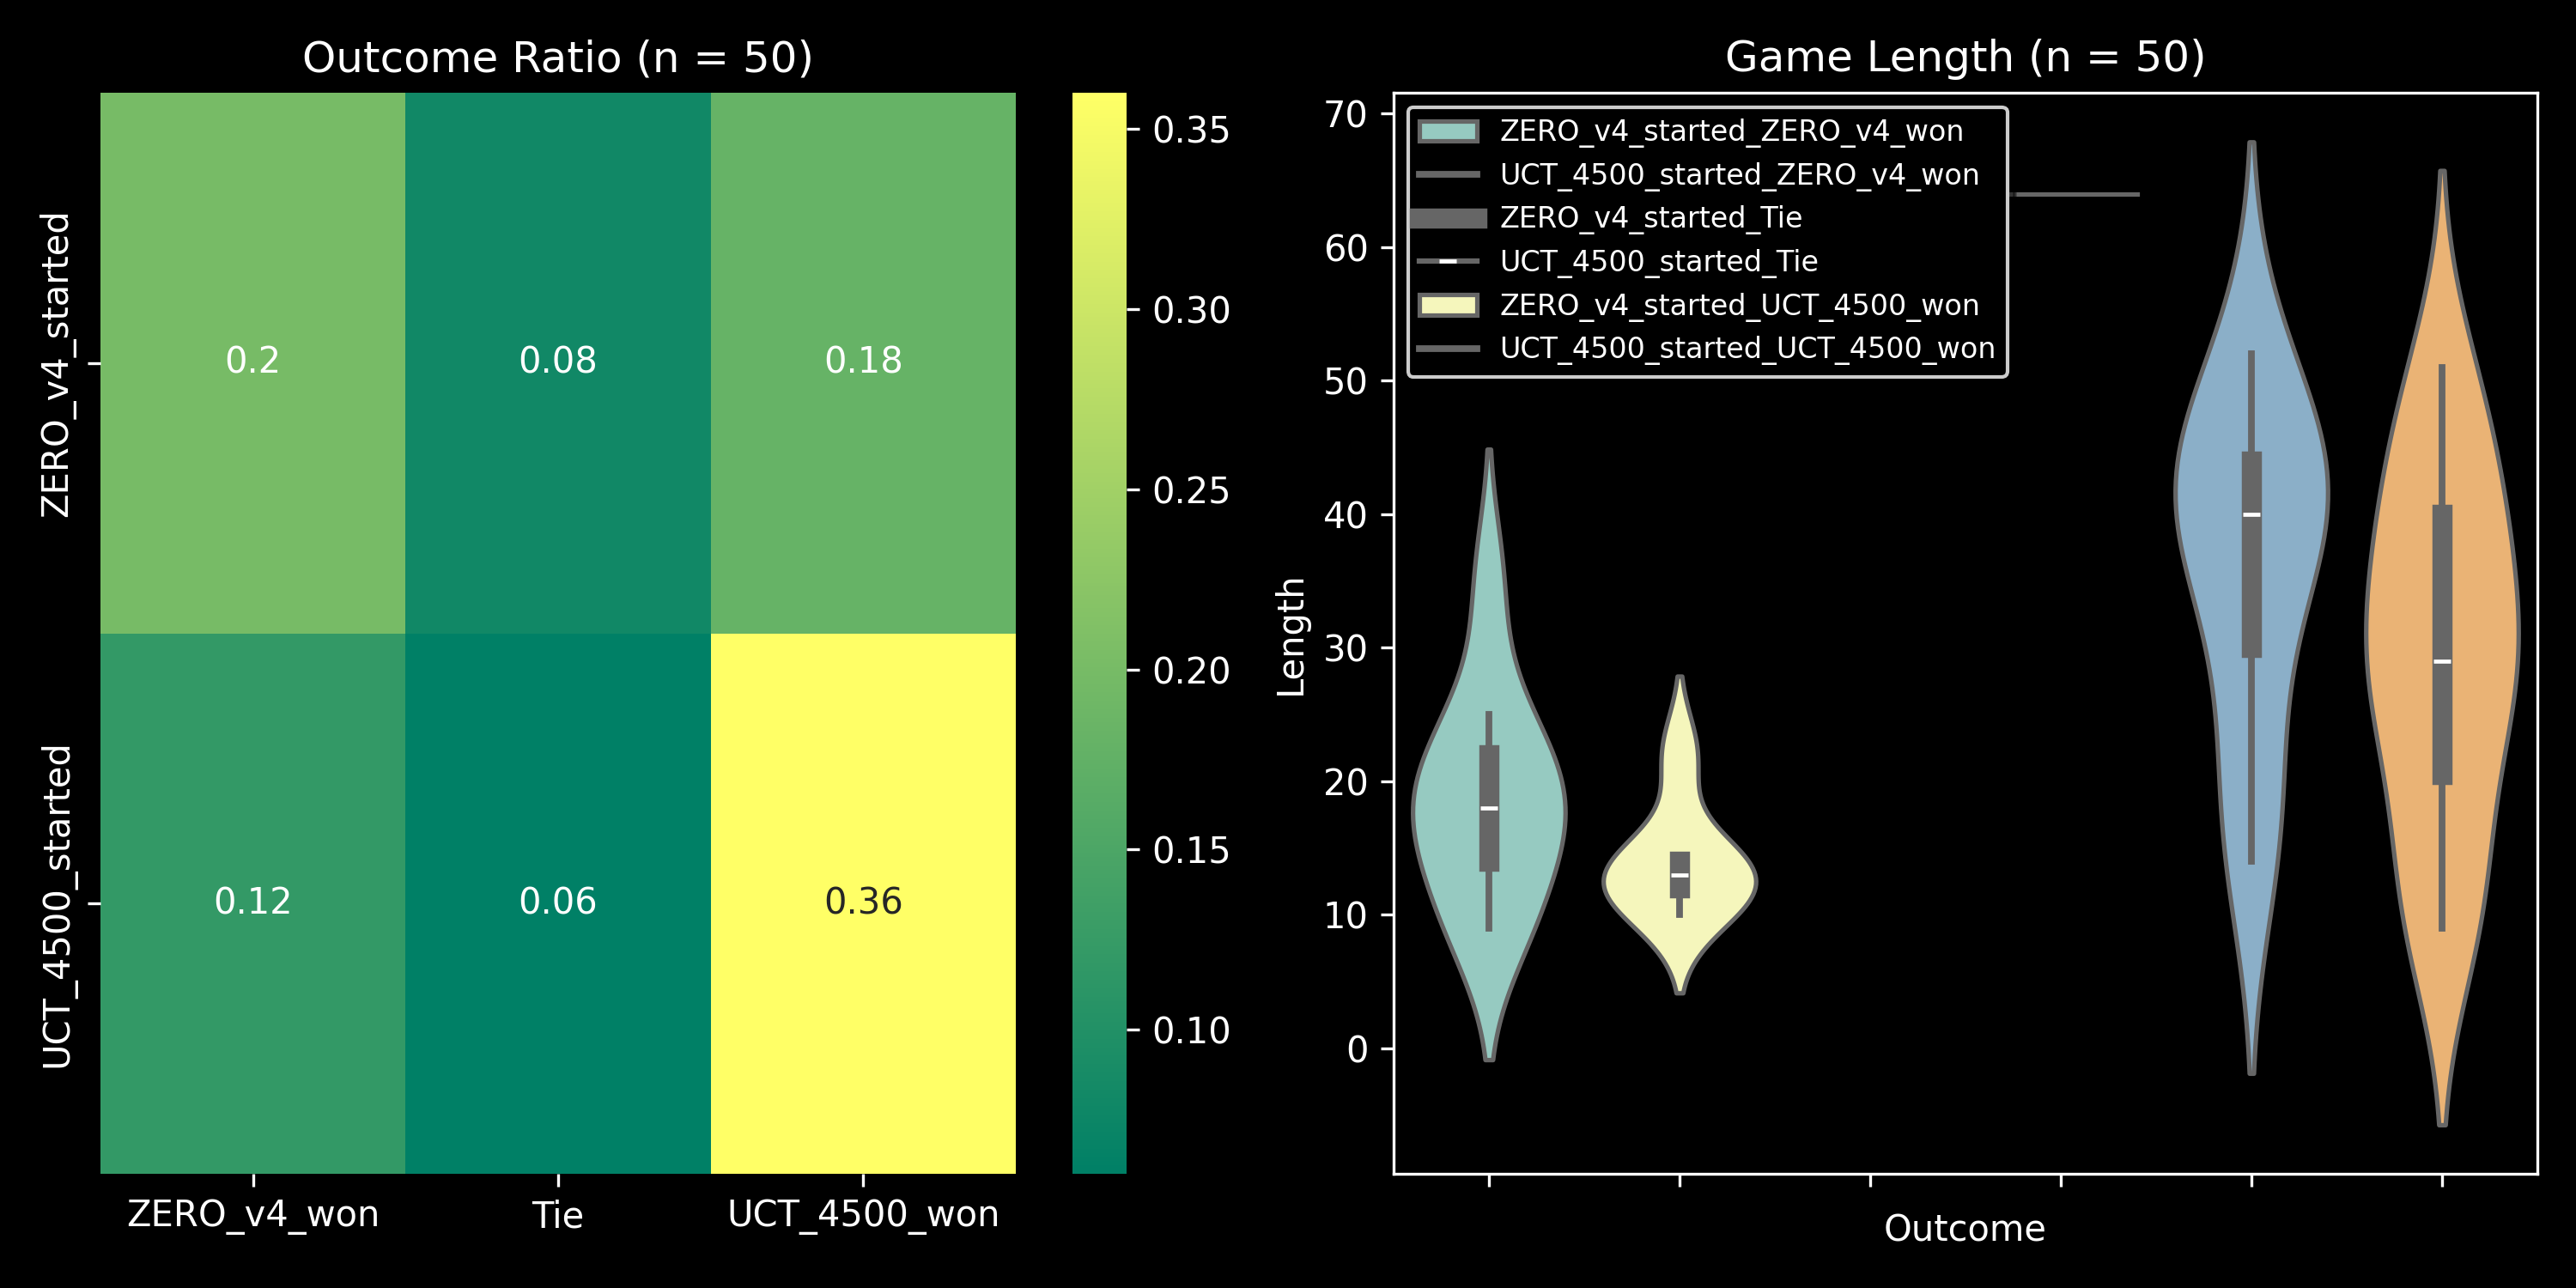 Outcome Ratio (n = 50)
ZERO_v4_started
UCT_4500_started
0.2
0.08
0.18
0.12
0.06
0.36
ZERO_v4_won
Tie
UCT_4500_won
0.35
0.30
0.25
0.20
0.15
0.10
Game Length (n = 50)
Length
70
60
50
40
30
20
10
0
ZERO_v4_started_ZERO_v4_won
UCT_4500_started_ZERO_v4_won
ZERO_v4_started_Tie
UCT_4500_started_Tie
ZERO_v4_started_UCT_4500_won
UCT_4500_started_UCT_4500_won
Outcome